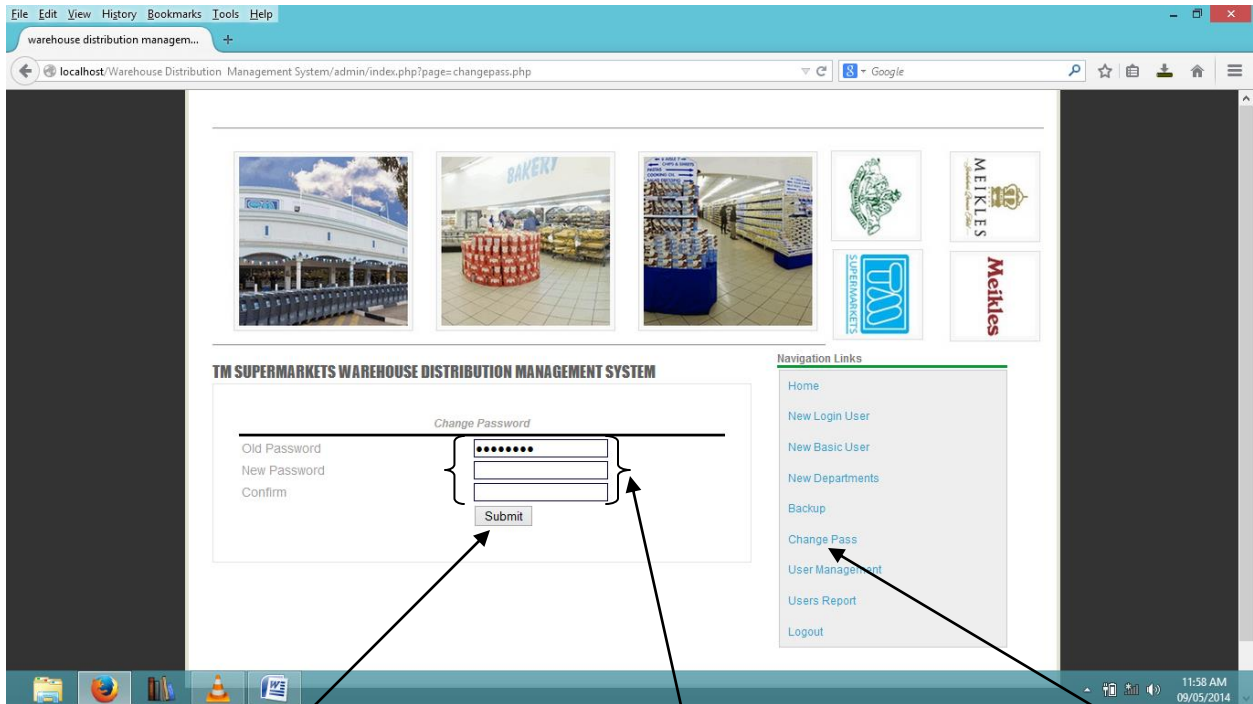 File Edit View History Bookmarks Tools Help
warehouse distribution managem...
localhost/Warehouse Distribution Management System/admin/index.php?page=changepass.php
Google
BAKERY
COOKING OIL
MEIKLES
TM
SUPERMARKETS
Meikles
TM SUPERMARKETS WAREHOUSE DISTRIBUTION MANAGEMENT SYSTEM
Change Password
Old Password
New Password
Confirm
Submit
Navigation Links
Home
New Login User
New Basic User
New Departments
Backup
Change Pass
User Management
Users Report
Logout
11:58 AM
09/05/2014